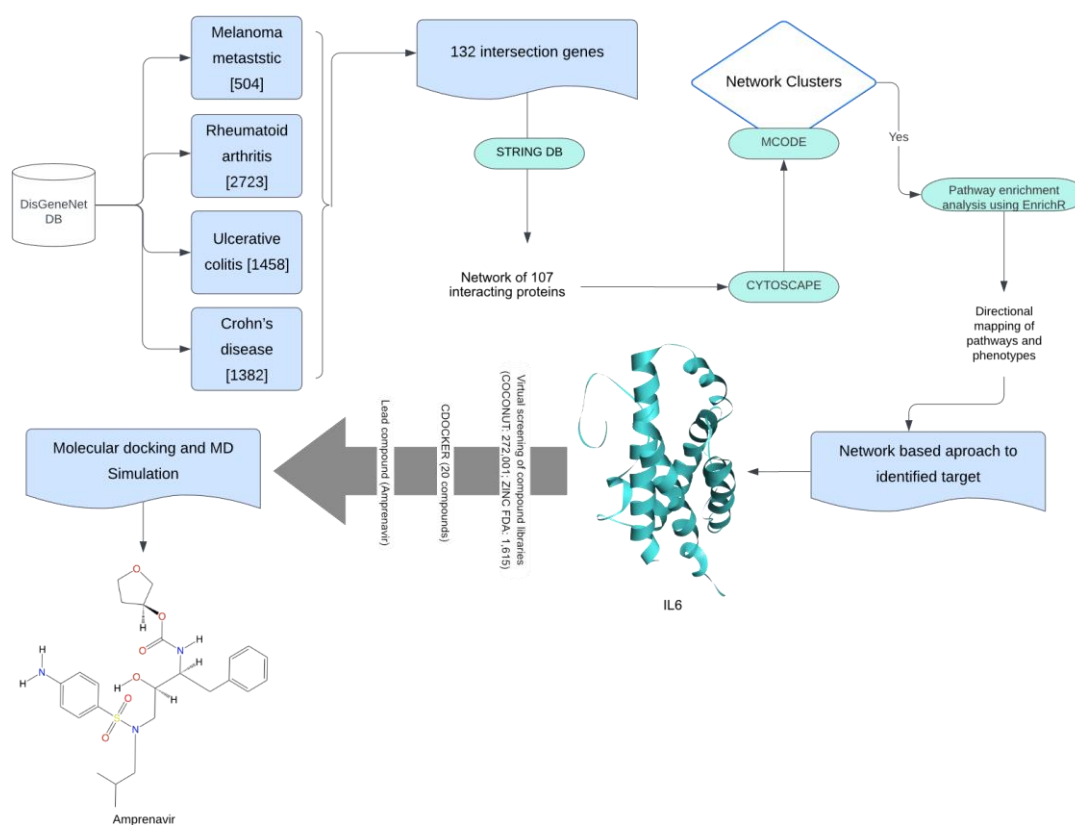 Melanoma
metaststic
[504]
Rheumatoid
arthritis
[2723]
Ulcerative
colitis [1458]
Crohn's
disease
[1382]
DisGeneNet
DB
132 intersection genes
STRING DB
Network of 107
interacting proteins
CYTOSCAPE
MCODE
Network Clusters
Yes
Pathway enrichment
analysis using EnrichR
Directional
mapping of
pathways and
phenotypes
Network based aproach to
identified target
IL6
Virtual screening of compound libraries
(COCONUT: 272,001; ZINC FDA: 1,615)
CDOCKER (20 compounds)
Lead compound (Amprenavir)
Molecular docking and MD
Simulation
O
O
H
O
N
H
H
H
N
H
O
H
H
O
S
O
N
Amprenavir